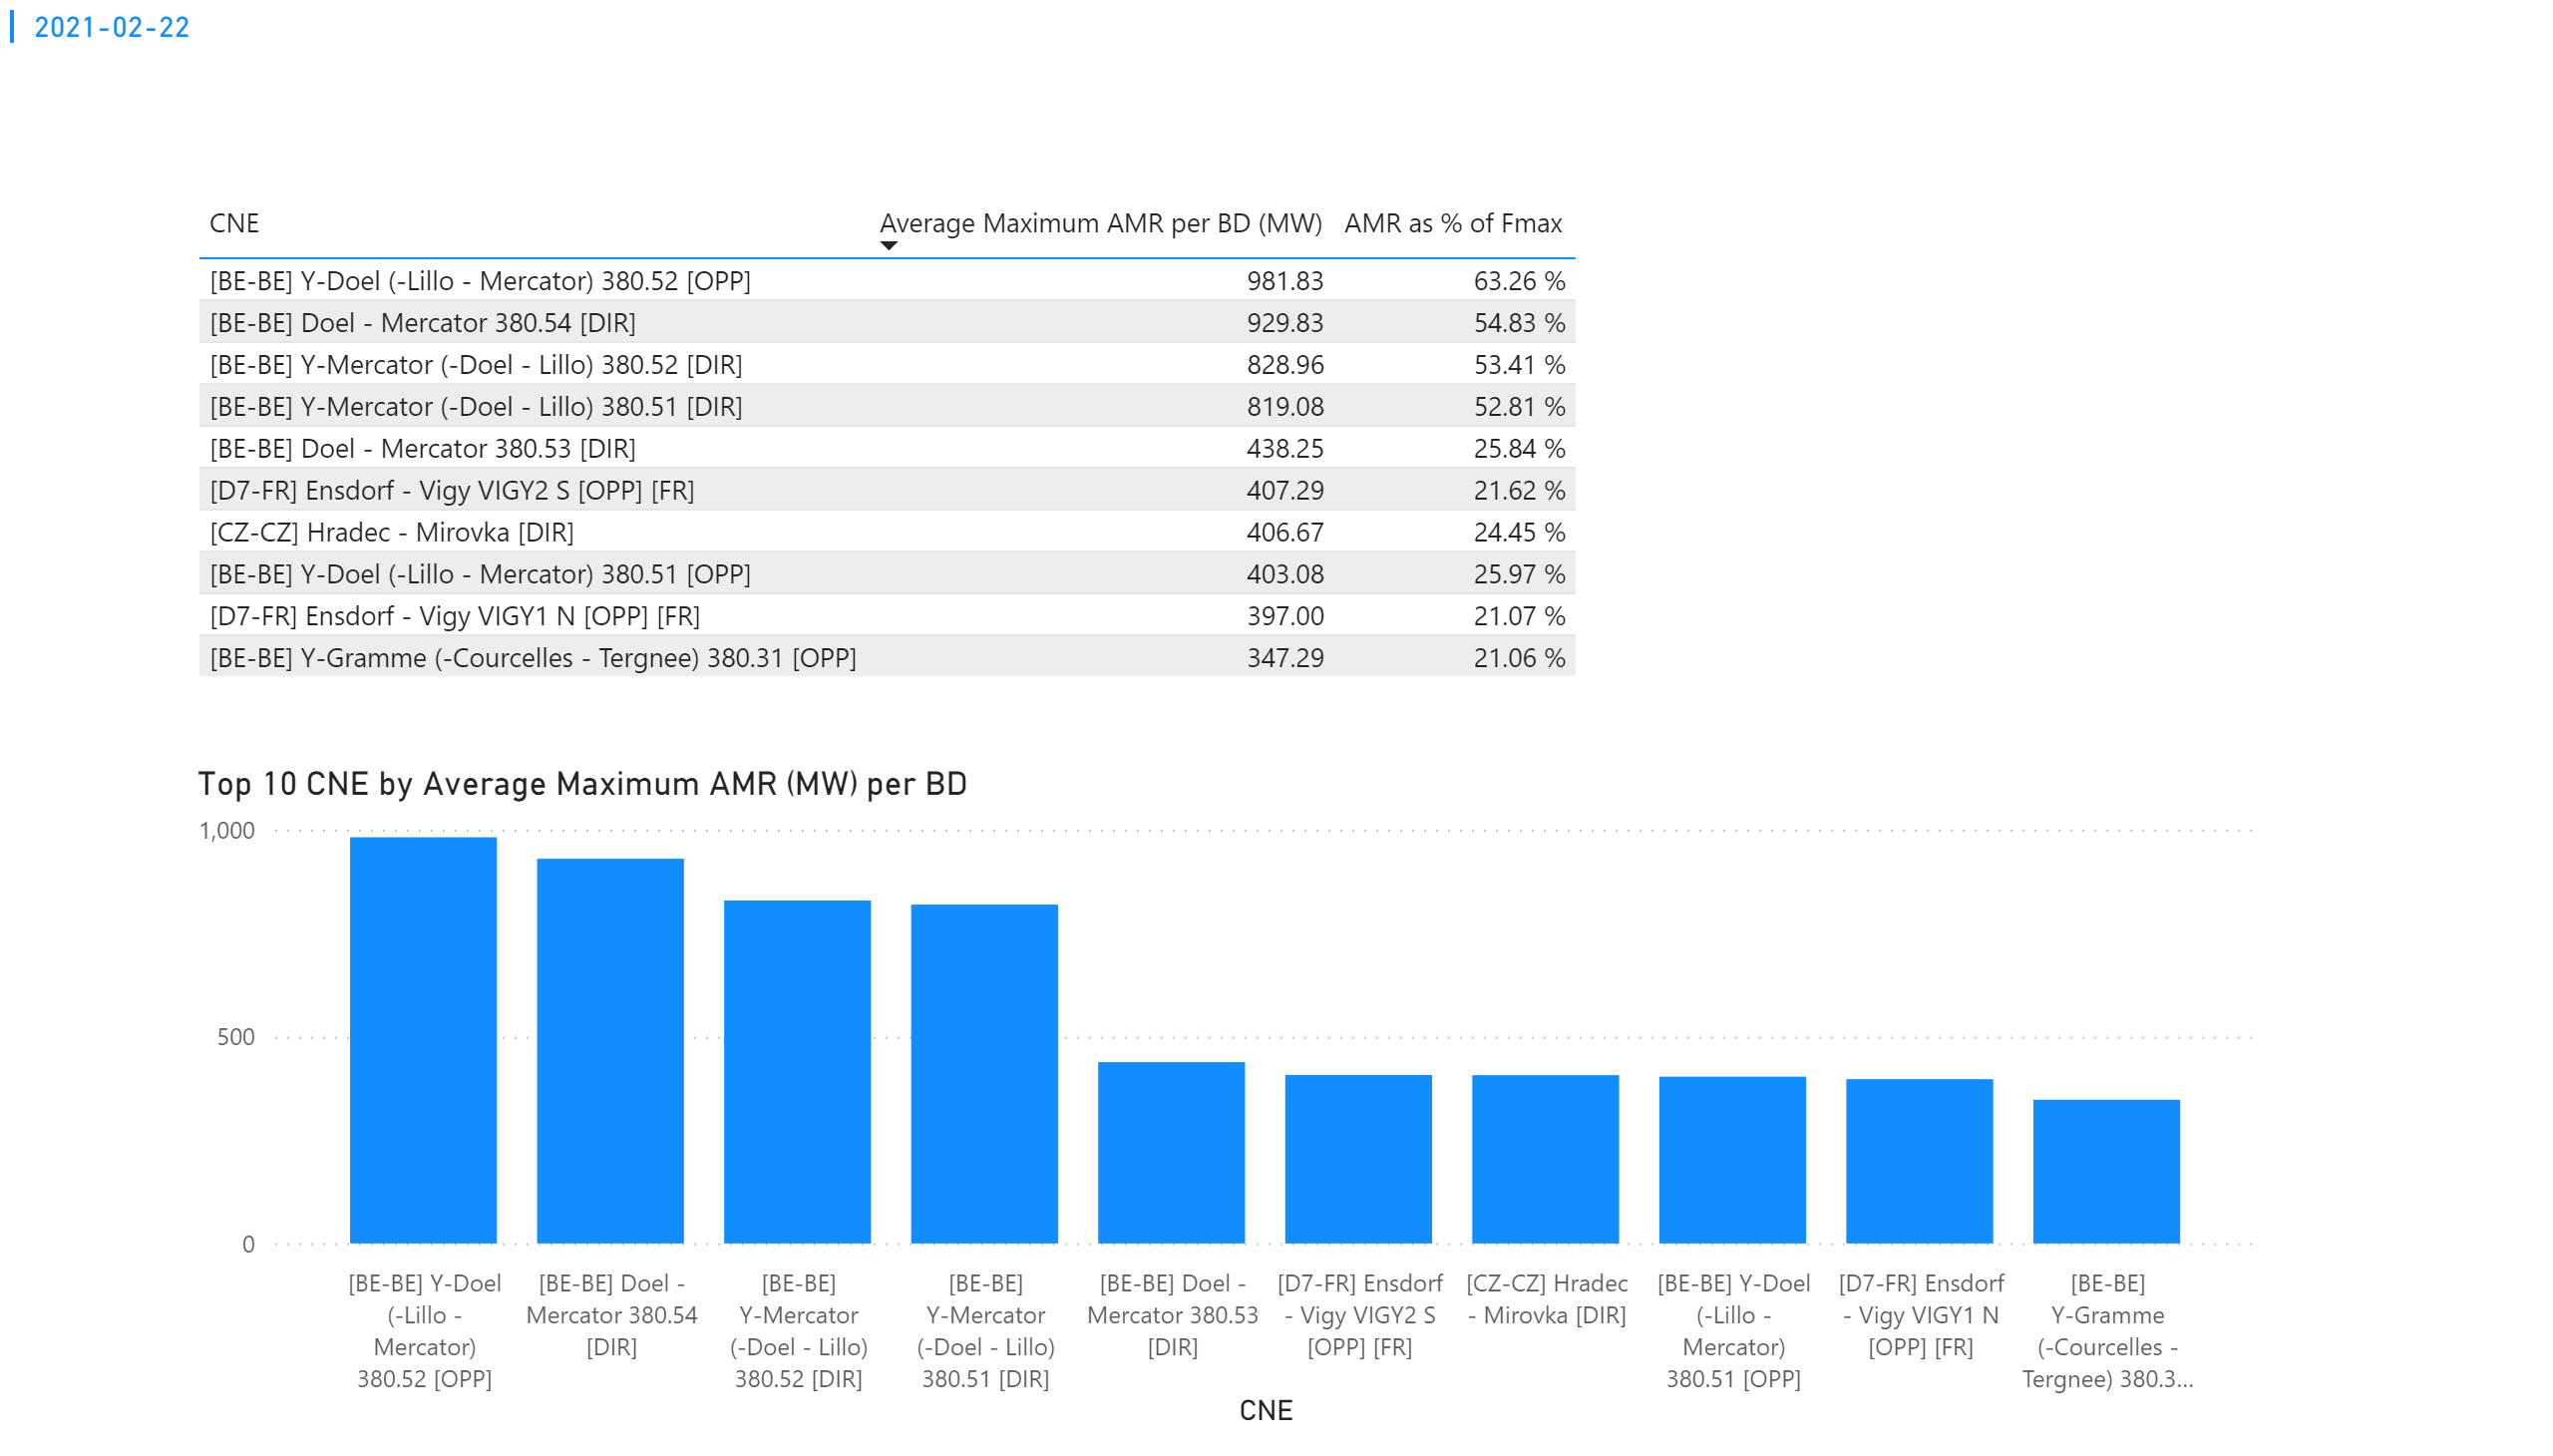 2021-02-22
CNE Average Maximum AMR per BD (MW) AMR as % of Fmax
[BE-BE] Y-Doel (-Lillo - Mercator) 380.52 [OPP] 981.83 63.26 %
[BE-BE] Doel - Mercator 380.54 [DIR] 929.83 54.83 %
[BE-BE] Y-Mercator (-Doel - Lillo) 380.52 [DIR] 828.96 53.41 %
[BE-BE] Y-Mercator (-Doel - Lillo) 380.51 [DIR] 819.08 52.81 %
[BE-BE] Doel - Mercator 380.53 [DIR] 438.25 25.84 %
[D7-FR] Ensdorf - Vigy VIGY2 S [OPP] [FR] 407.29 21.62 %
[CZ-CZ] Hradec - Mirovka [DIR] 406.67 24.45 %
[BE-BE] Y-Doel (-Lillo - Mercator) 380.51 [OPP] 403.08 25.97 %
[D7-FR] Ensdorf - Vigy VIGY1 N [OPP] [FR] 397.00 21.07 %
[BE-BE] Y-Gramme (-Courcelles - Tergnee) 380.31 [OPP] 347.29 21.06 %
Top 10 CNE by Average Maximum AMR (MW) per BD
1,000
500
0
[BE-BE] Y-Doel
(-Lillo -
Mercator)
380.52 [OPP]
[BE-BE] Doel -
Mercator 380.54
[DIR]
[BE-BE]
Y-Mercator
(-Doel - Lillo)
380.52 [DIR]
[BE-BE]
Y-Mercator
(-Doel - Lillo)
380.51 [DIR]
[BE-BE] Doel -
Mercator 380.53
[DIR]
[D7-FR] Ensdorf
- Vigy VIGY2 S
[OPP] [FR]
[CZ-CZ] Hradec
- Mirovka [DIR]
[BE-BE] Y-Doel
(-Lillo -
Mercator)
380.51 [OPP]
[D7-FR] Ensdorf
- Vigy VIGY1 N
[OPP] [FR]
[BE-BE]
Y-Gramme
(-Courcelles -
Tergnee) 380.3...
CNE